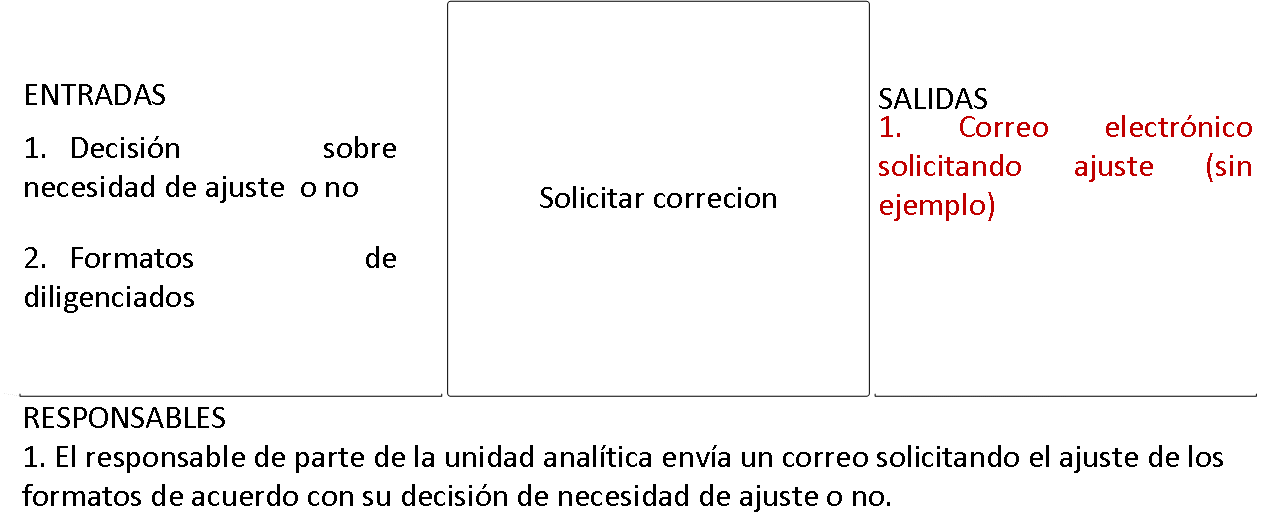 ENTRADAS
1. Decisión sobre
necesidad de ajuste o no
2. Formatos de
diligenciados
Solicitar correcion
SALIDAS
1. Correo electrónico
solicitando ajuste (sin
ejemplo)
RESPONSABLES
1. El responsable de parte de la unidad analítica envía un correo solicitando el ajuste de los
formatos de acuerdo con su decisión de necesidad de ajuste o no.